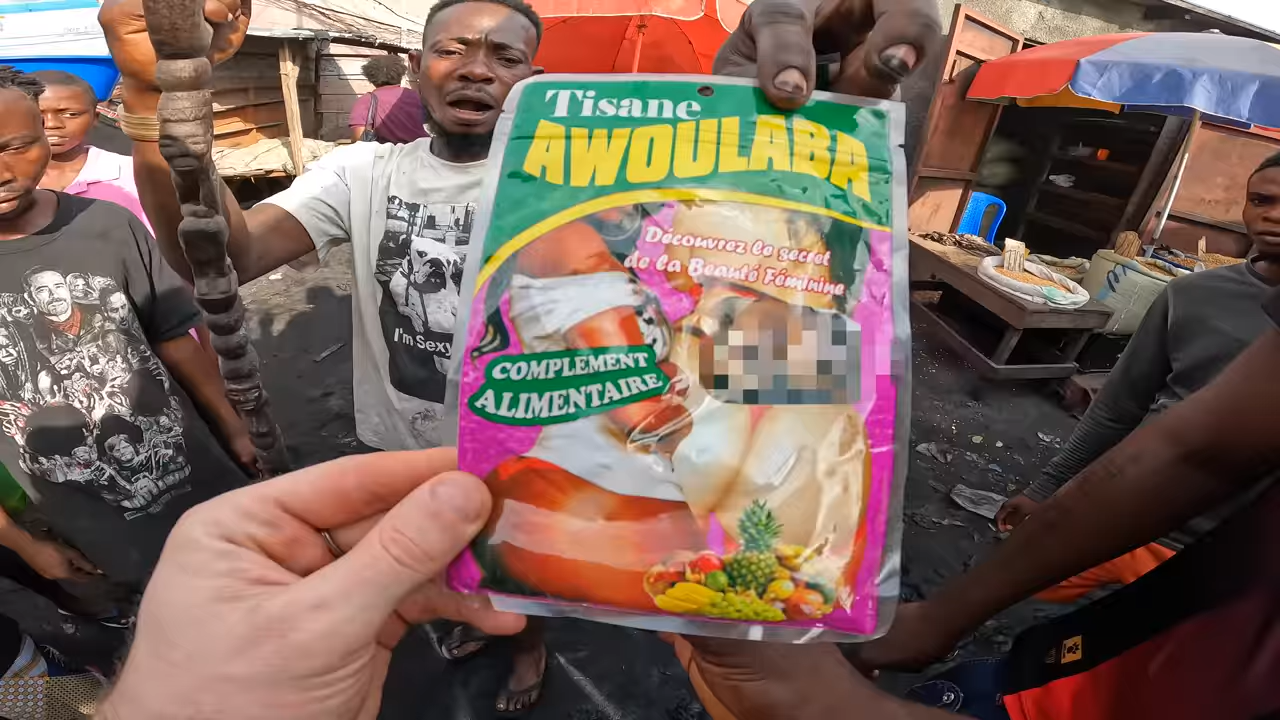 Tisane
AWOULABA
Découvrez le secret
de la Beauté Féminine
COMPLEMENT
ALIMENTAIRE
I'm Sexy